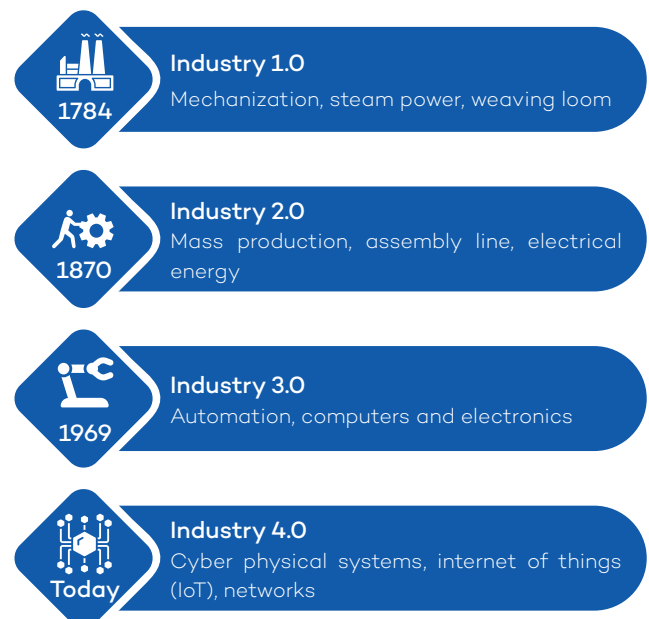 Industry 1.0
Mechanization, steam power, weaving loom
1784
Industry 2.0
Mass production, assembly line, electrical
energy
1870
Industry 3.0
Automation, computers and electronics
1969
Industry 4.0
Cyber physical systems, internet of things
(IoT), networks
Today